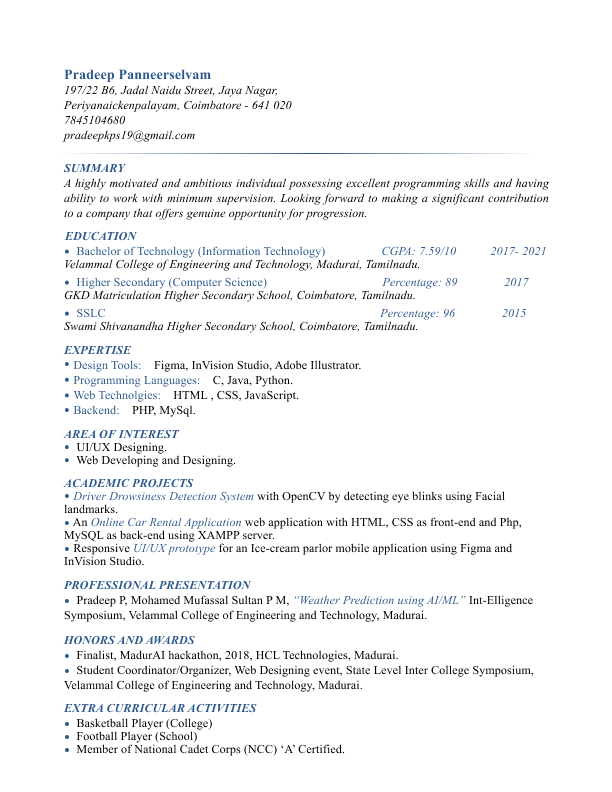 Pradeep Panneerselvam
197/22 B6, Jadal Naidu Street, Jaya Nagar,
Periyanaickenpalayam, Coimbatore - 641 020
7845104680
pradeepkps19@gmail.com
SUMMARY
A highly motivated and ambitious individual possessing excellent programming skills and having
ability to work with minimum supervision. Looking forward to making a significant contribution
to a company that offers genuine opportunity for progression.
EDUCATION
• Bachelor of Technology (Information Technology) CGPA: 7.59/10 2017- 2021
Velammal College of Engineering and Technology, Madurai, Tamilnadu.
• Higher Secondary (Computer Science) Percentage: 89 2017
GKD Matriculation Higher Secondary School, Coimbatore, Tamilnadu.
• SSLC Percentage: 96 2015
Swami Shivanandha Higher Secondary School, Coimbatore, Tamilnadu.
EXPERTISE
• Design Tools: Figma, InVision Studio, Adobe Illustrator.
• Programming Languages: C, Java, Python.
• Web Technolgies: HTML , CSS, JavaScript.
• Backend: PHP, MySql.
AREA OF INTEREST
• UI/UX Designing.
• Web Developing and Designing.
ACADEMIC PROJECTS
• Driver Drowsiness Detection System with OpenCV by detecting eye blinks using Facial
landmarks.
• An Online Car Rental Application web application with HTML, CSS as front-end and Php,
MySQL as back-end using XAMPP server.
• Responsive UI/UX prototype for an Ice-cream parlor mobile application using Figma and
InVision Studio.
PROFESSIONAL PRESENTATION
• Pradeep P, Mohamed Mufassal Sultan P M, “Weather Prediction using AI/ML” Int-Elligence
Symposium, Velammal College of Engineering and Technology, Madurai.
HONORS AND AWARDS
• Finalist, MadurAI hackathon, 2018, HCL Technologies, Madurai.
• Student Coordinator/Organizer, Web Designing event, State Level Inter College Symposium,
Velammal College of Engineering and Technology, Madurai.
EXTRA CURRICULAR ACTIVITIES
• Basketball Player (College)
• Football Player (School)
• Member of National Cadet Corps (NCC) ‘A’ Certified.